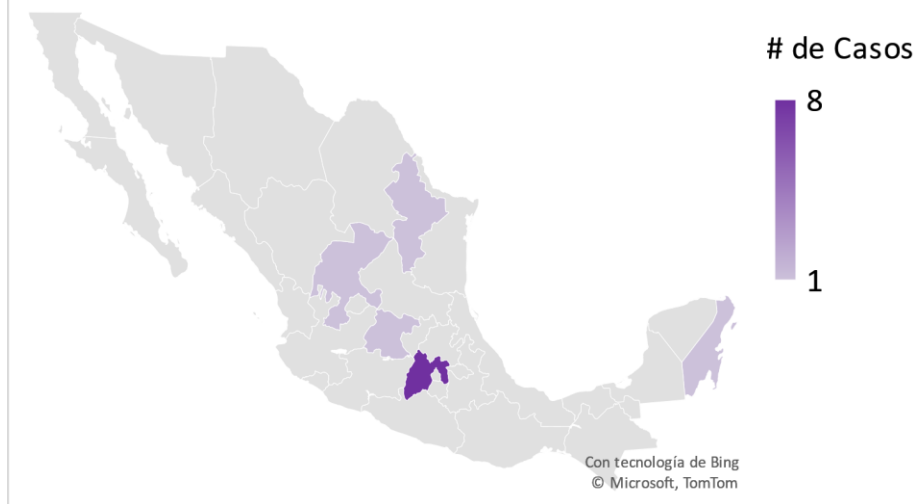 # de Casos
8
1
Con tecnología de Bing
© Microsoft, TomTom